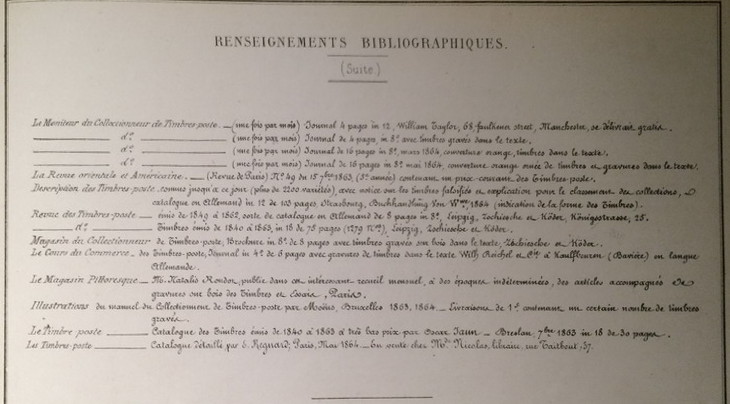 RENSEIGNEMENTS BIBLIOGRAPHIQUES.
(Suite)
Le Moniteur du Collectionneur de Timbres-poste. — (une fois par mois) Journal 4 pages in 12, William Taylor, 68, faulkener street, Manchester, se délivrait gratis.
d° (une fois par mois) Journal de 4 pages, in 8° avec timbres gravés dans le texte.
d° (une fois par mois) Journal de 16 pages in 8°, mars 1864, couverture orange, timbres dans le texte.
d° (une fois par mois) Journal de 16 pages in 8° mai 1864, couverture orange ornée de timbres et gravures dans le texte.
La Revue orientale et Américaine. — (Revue de Paris) N° 49 du 15 7bre 1863, (5e année) contenant un prix courant des Timbres-poste.
Description des Timbres-poste connus jusqu'à ce jour (plus de 2200 variétés) avec notice sur les timbres falsifiés et explication pour le classement des collections,
catalogue en Allemand in 12 de 103 pages, Strasbourg, Buchhandlung Von 1864 (indication de la forme des Timbres).
Revue des Timbres-poste — émis de 1849 à 1862, sorte de catalogue en Allemand de 8 pages in 8°, Leipzig, Zschiesche et Köder, Königsstrasse, 25.
d° Timbres émis de 1840 à 1863, in 16 de 75 pages (1279 Nos), Leipzig, Zschiesche et Köder.
Magasin du Collectionneur de Timbres-poste, Brochure in 8° de 8 pages avec timbres gravés son bois dans le texte, Zschiesche et Köder.
Le Cours du Commerce. — des Timbres-poste, Journal in 4° de 8 pages avec gravures de timbres dans le texte Wilh Reichel et Cie à Kauffbeuren (Bavière) en langue
Allemande.
Le Magasin Pittoresque — M. Natalis Rondon, publie dans ce intéressant recueil mensuel, à des époques indéterminées, des articles accompagnés de
gravures sur bois des Timbres et Essais, Paris.
Illustrations du manuel du Collectionneur de Timbres-poste par Moëns, Bruxelles 1863, 1864. — Livraisons de 1f contenant un certain nombre de timbres
gravés.
Le Timbre poste Catalogue des Timbres émis de 1840 à 1863 à très bas prix par Oscar — Breslau, 7bre 1863 in 18 de 30 pages.
Les Timbres-poste Catalogue détaillé par E. Regnard; Paris, Mai 1864 — En vente chez Mde Nicolas, libraire, rue Taitbout, 37.